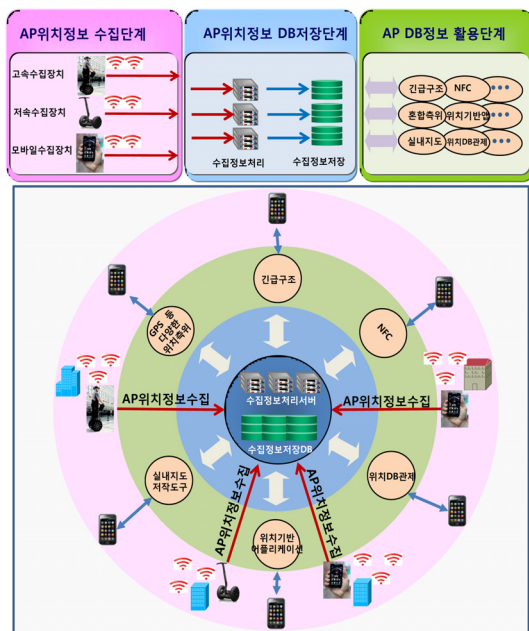 AP위치정보 수집단계
고속수집장치
저속수집장치
모바일수집장치
AP위치정보 DB저장단계
수집정보처리
수집정보저장
AP DB정보 활용단계
긴급구조
NFC
혼합측위
위치기반앱
실내지도
위치DB관제
긴급구조
GPS 등
다양한
위치측위
NFC
AP위치정보수집
수집정보처리서버
수집정보저장DB
AP위치정보수집
실내지도
저작도구
위치DB관제
AP위치정보수집
AP위치정보수집
위치기반
어플리케이션